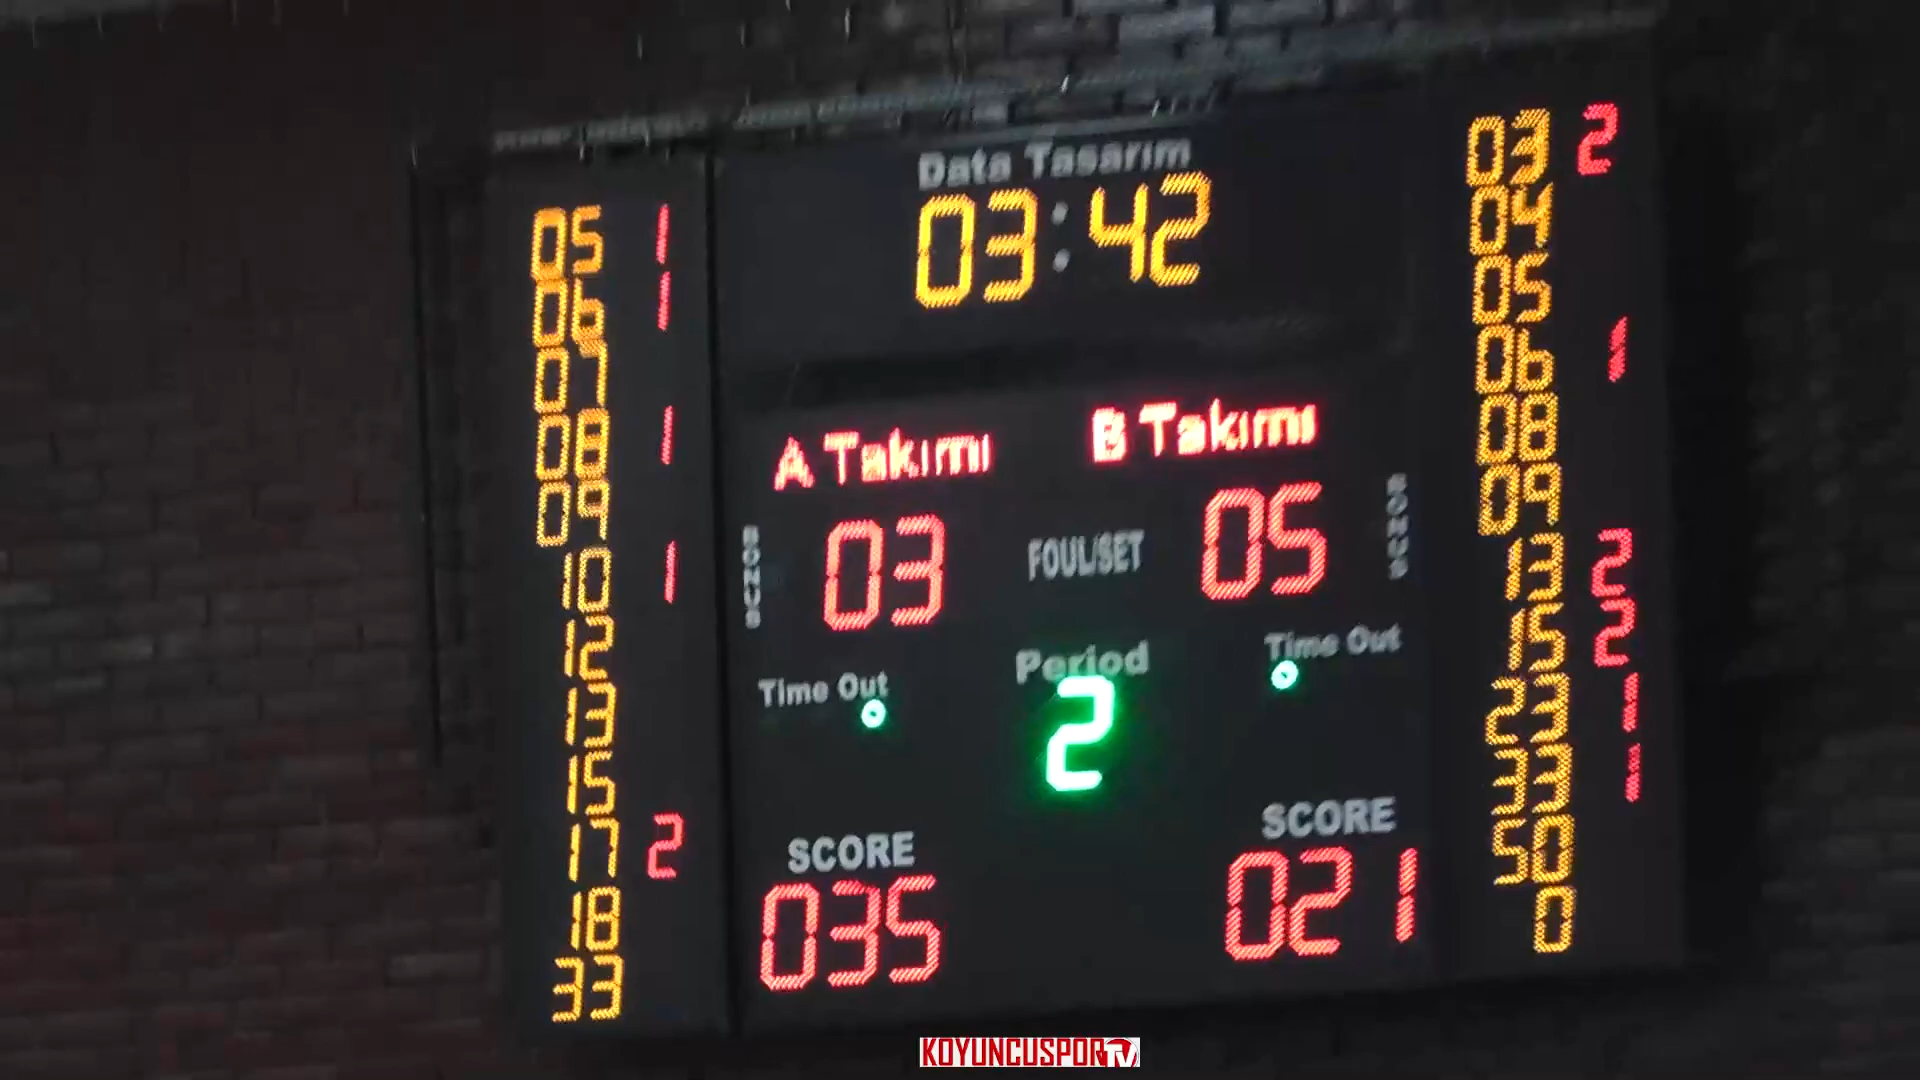 Data Tasarım
03:42
05 1
06 1
07
08 1
09
10 1
12
13
15
17 2
18
33
A Takımı
B Takımı
BONUS
03
FOUL/SET
05
BONUS
Time Out
Period
Time Out
2
SCORE
SCORE
035
021
03 2
04
05
06 1
08
09
13 2
15 2
23 1
33 1
50
0
KOYUNCUSPOR TV